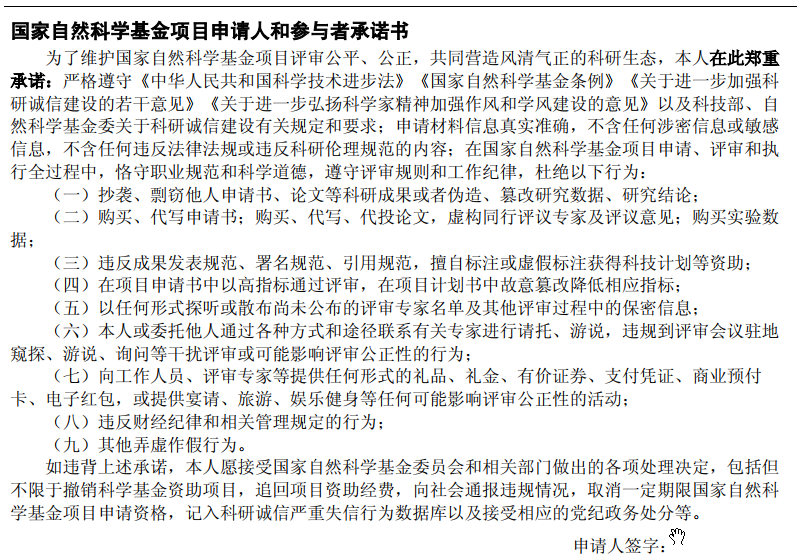 国家自然科学基金项目申请人和参与者承诺书
为了维护国家自然科学基金项目评审公平、公正，共同营造风清气正的科研生态，本人在此郑重
承诺：严格遵守《中华人民共和国科学技术进步法》《国家自然科学基金条例》《关于进一步加强科
研诚信建设的若干意见》《关于进一步弘扬科学家精神加强作风和学风建设的意见》以及科技部、自
然科学基金委关于科研诚信建设有关规定和要求；申请材料信息真实准确，不含任何涉密信息或敏感
信息，不含任何违反法律法规或违反科研伦理规范的内容；在国家自然科学基金项目申请、评审和执
行全过程中，恪守职业规范和科学道德，遵守评审规则和工作纪律，杜绝以下行为：
（一）抄袭、剽窃他人申请书、论文等科研成果或者伪造、篡改研究数据、研究结论；
（二）购买、代写申请书；购买、代写、代投论文，虚构同行评议专家及评议意见；购买实验数
据；
（三）违反成果发表规范、署名规范、引用规范，擅自标注或虚假标注获得科技计划等资助；
（四）在项目申请书中以高指标通过评审，在项目计划书中故意篡改降低相应指标；
（五）以任何形式探听或散布尚未公布的评审专家名单及其他评审过程中的保密信息；
（六）本人或委托他人通过各种方式和途径联系有关专家进行请托、游说，违规到评审会议驻地
窥探、游说、询问等干扰评审或可能影响评审公正性的行为；
（七）向工作人员、评审专家等提供任何形式的礼品、礼金、有价证券、支付凭证、商业预付
卡、电子红包，或提供宴请、旅游、娱乐健身等任何可能影响评审公正性的活动；
（八）违反财经纪律和相关管理规定的行为；
（九）其他弄虚作假行为。
如违背上述承诺，本人愿接受国家自然科学基金委员会和相关部门做出的各项处理决定，包括但
不限于撤销科学基金资助项目，追回项目资助经费，向社会通报违规情况，取消一定期限国家自然科
学基金项目申请资格，记入科研诚信严重失信行为数据库以及接受相应的党纪政务处分等。
申请人签字：